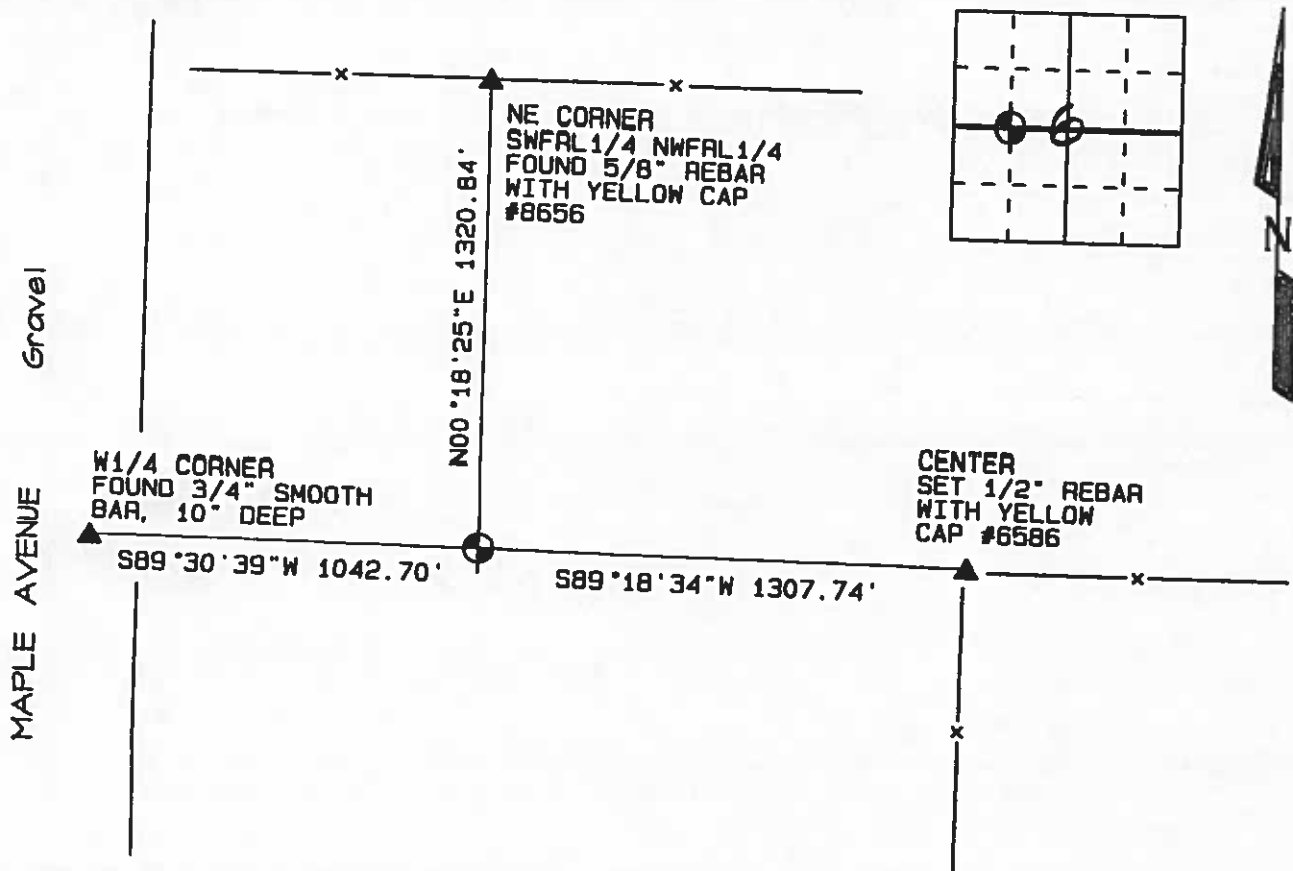 NE CORNER
SWFRL1/4 NWFRL1/4
FOUND 5/8" REBAR
WITH YELLOW CAP
#8656
6
N
N00°18'25"E 1320.84'
Gravel
MAPLE AVENUE
W1/4 CORNER
FOUND 3/4" SMOOTH
BAR, 10" DEEP
S89°30'39"W 1042.70'
S89°18'34"W 1307.74'
CENTER
SET 1/2" REBAR
WITH YELLOW
CAP #6586